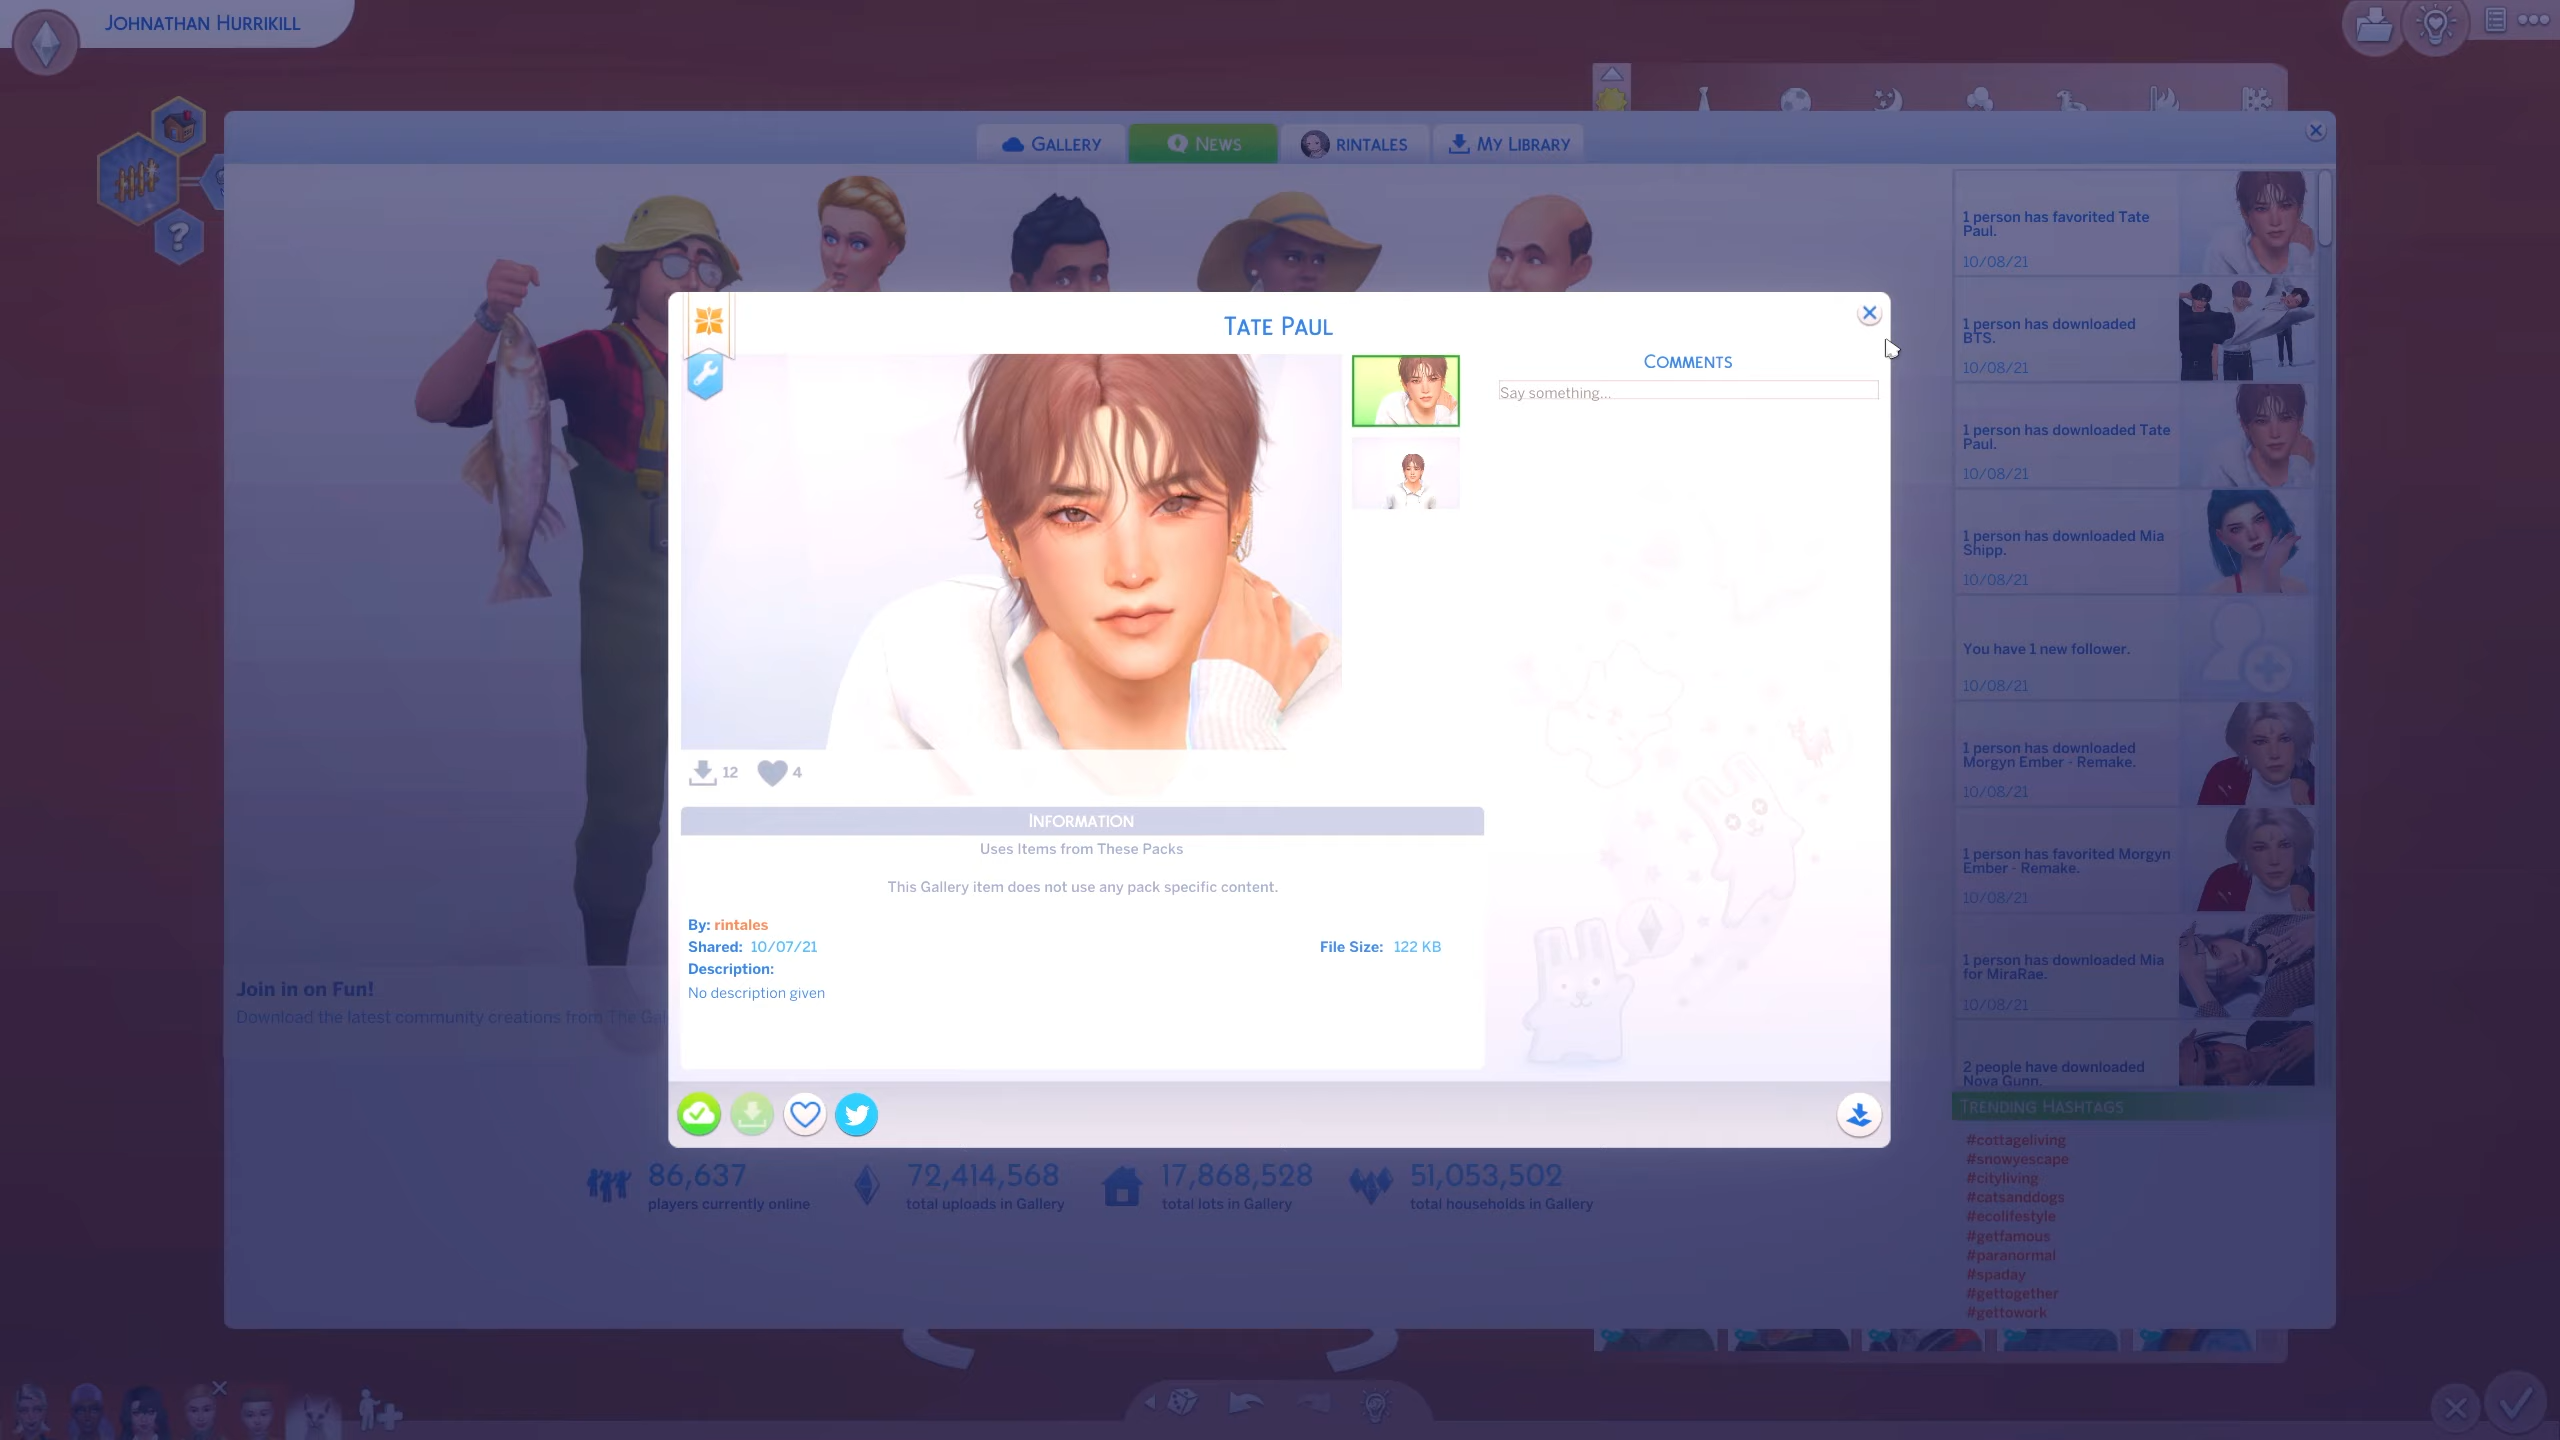 JOHNATHAN HURRIKILL
GALLERY
NEWS
RINTALES
MY LIBRARY
1 person has favorited Tate
Paul.
10/08/21
1 person has downloaded
BTS.
10/08/21
1 person has downloaded Tate
Paul.
10/08/21
1 person has downloaded Mia
Shipp.
10/08/21
You have 1 new follower.
10/08/21
1 person has downloaded
Morgyn Ember - Remake.
10/08/21
1 person has favorited Morgyn
Ember - Remake.
10/08/21
1 person has downloaded Mia
for MiraRae.
10/08/21
2 people have downloaded
Nova Gunn.
TRENDING HASHTAGS
#cottageliving
#snowyescape
#cityliving
#catsanddogs
#ecolifestyle
#getfamous
#paranormal
#spaday
#gettogether
#gettowork
TATE PAUL
COMMENTS
Say something...
12
4
INFORMATION
Uses Items from These Packs
This Gallery item does not use any pack specific content.
By: rintales
Shared: 10/07/21
File Size: 122 KB
Description:
No description given
Join in on Fun!
Download the latest community creations from The Gal
86,637
players currently online
72,414,568
total uploads in Gallery
17,868,528
total lots in Gallery
51,053,502
total households in Gallery
?